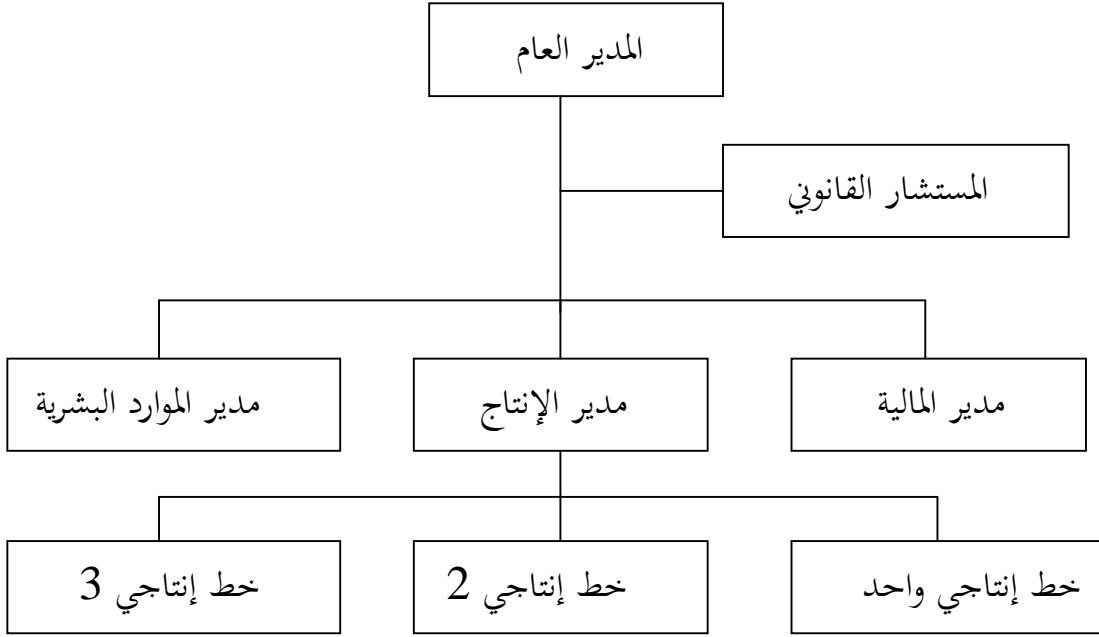 المدير العام
المستشار القانوني
مدير المالية
مدير الإنتاج
مدير الموارد البشرية
خط إنتاجي واحد
خط إنتاجي 2
خط إنتاجي 3